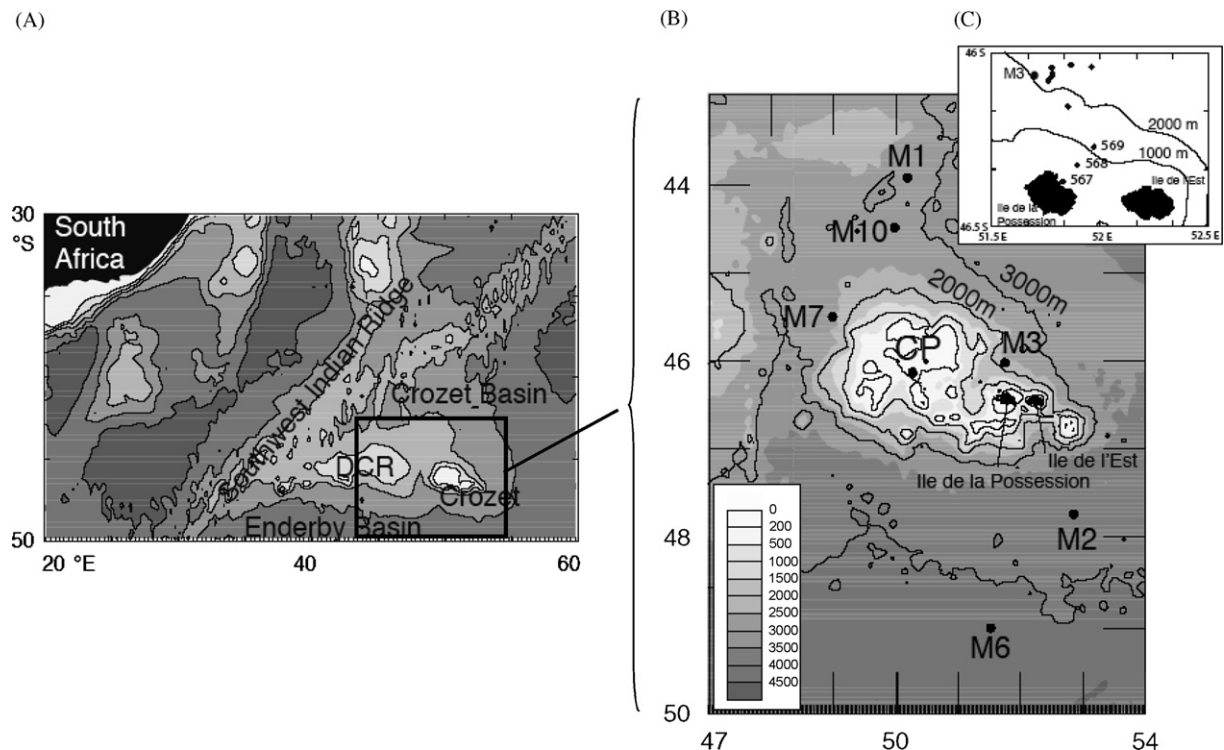 (A)
30
°S
South
Africa
Southwest Indian Ridge
Crozet Basin
DCR
Crozet
Enderby Basin
50
20 °E
40
60
(B)
44
46
48
50
47
50
54
M1
M10
M7
CP
M3
2000m
3000m
Ile de l'Est
Ile de la Possession
M2
M6
0
200
500
1000
1500
2000
2500
3000
3500
4000
4500
(C)
46 S
M3
2000 m
1000 m
569
568
567
Ile de l'Est
Ile de la
Possession
46.5 S
51.5 E
52 E
52.5 E